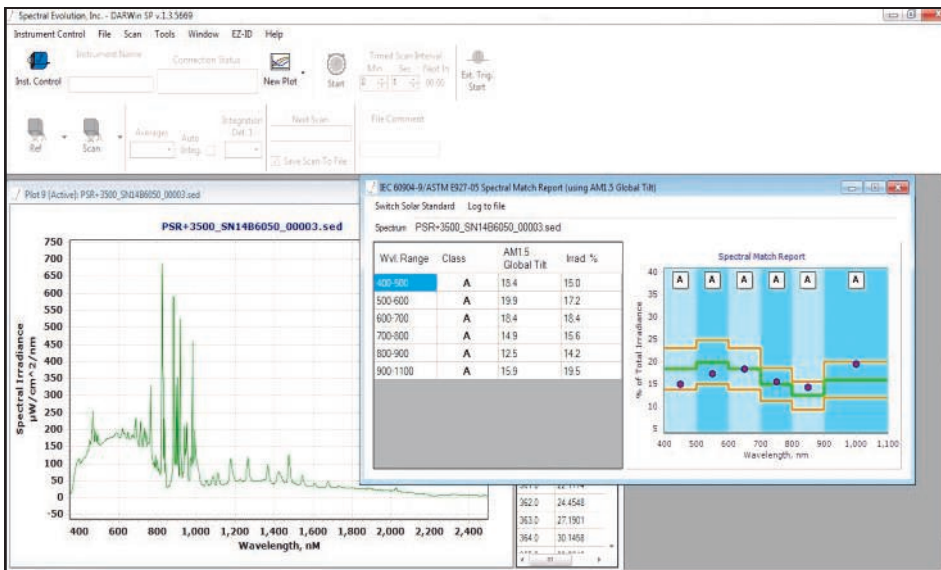 Spectral Evolution, Inc. - DARWin SP v.1.3.5669
Instrument Control File Scan Tools Window EZ-ID Help
Instrument Name Connection Status Timed Scan Interval
Min Sec Next In
Inst. Control New Plot Start 00:00 Ext. Trig. Start
Integration
Averages Auto Integ. Det. 1 Next Scan File Comment
Ref Scan Save Scan To File
Plot 9 (Active): PSR+3500_SN14B6050_00003.sed
PSR+3500_SN14B6050_00003.sed
Spectral Irradiance µW/cm^2/nm
750
700
650
600
550
500
450
400
350
300
250
200
150
100
50
0
-50
400 600 800 1,000 1,200 1,400 1,600 1,800 2,000 2,200 2,400
Wavelength, nM
362.0 24.4548
363.0 27.1901
364.0 30.1458
IEC 60904-9/ASTM E927-05 Spectral Match Report (using AM1.5 Global Tilt)
Switch Solar Standard Log to file
Spectrum PSR+3500_SN14B6050_00003.sed
Wvl. Range Class AM1.5 Global Tilt Irrad %
400-500 A 18.4 15.0
500-600 A 19.9 17.2
600-700 A 18.4 18.4
700-800 A 14.9 15.6
800-900 A 12.5 14.2
900-1100 A 15.9 19.5
Spectral Match Report
A A A A A A
% of Total Irradiance
40
35
30
25
20
15
10
5
400 500 600 700 800 900 1,000 1,100
Wavelength, nm